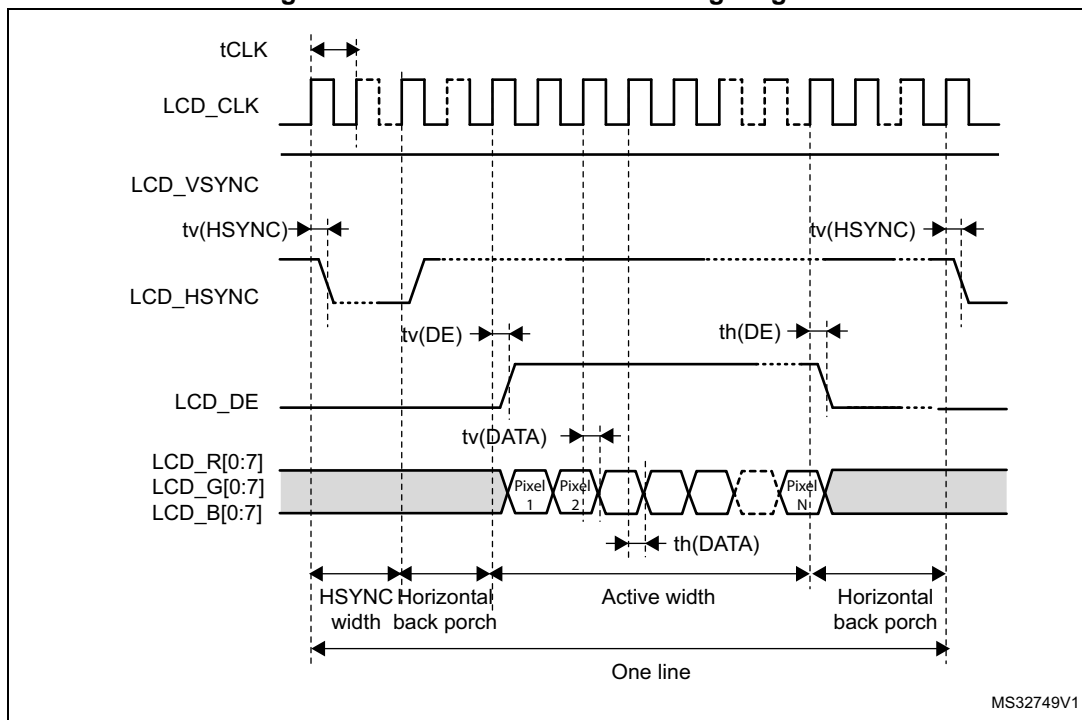 tCLK
LCD_CLK
LCD_VSYNC
tv(HSYNC)
tv(HSYNC)
LCD_HSYNC
tv(DE)
th(DE)
LCD_DE
tv(DATA)
LCD_R[0:7]
LCD_G[0:7]
LCD_B[0:7]
Pixel
1
Pixel
2
Pixel
N
th(DATA)
HSYNC
width
Horizontal
back porch
Active width
Horizontal
back porch
One line
MS32749V1